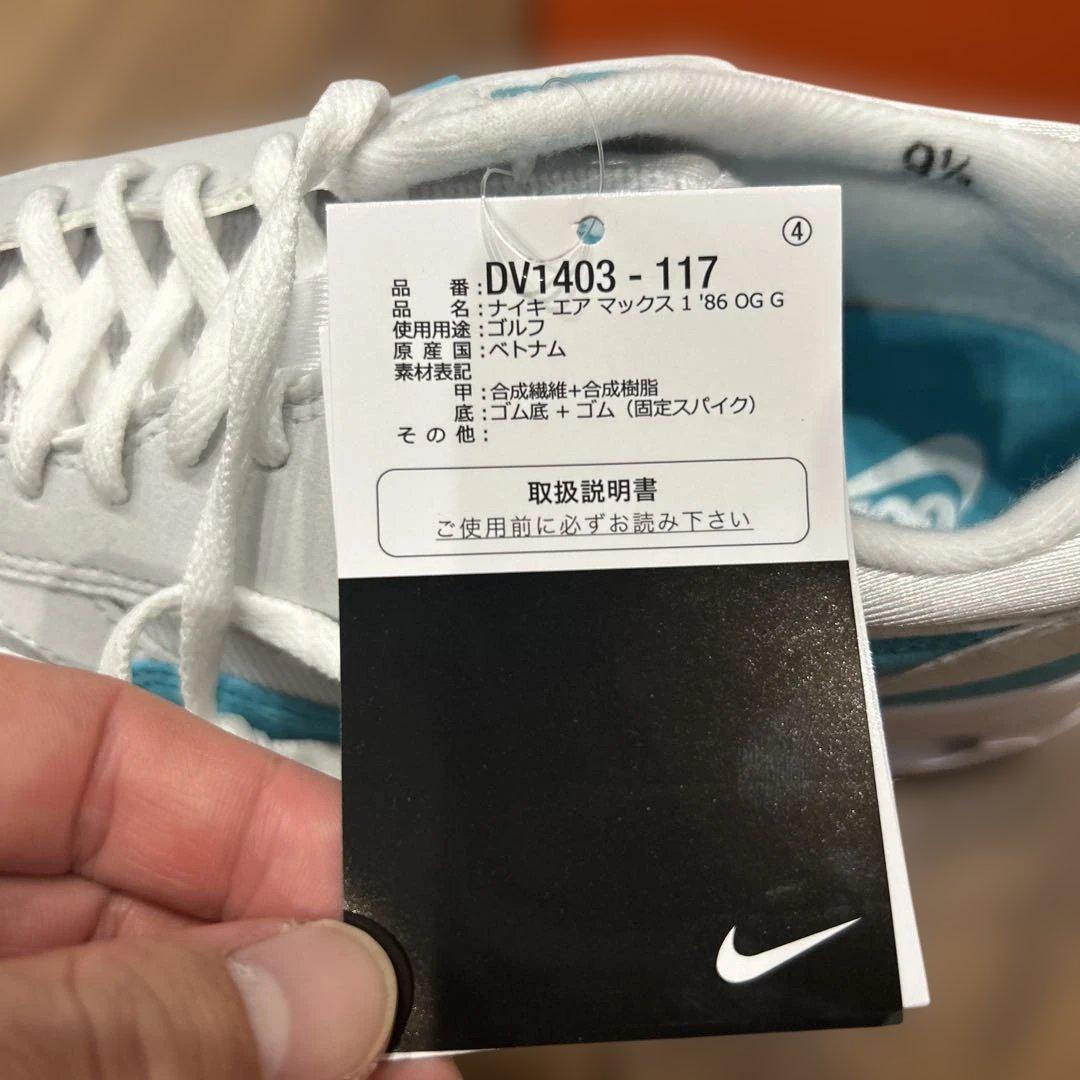 9½
④
品番:DV1403 - 117
品名:ナイキ エア マックス 1 '86 OG G
使用用途:ゴルフ
原産国:ベトナム
素材表記
甲:合成繊維+合成樹脂
底:ゴム底 + ゴム（固定スパイク）
その他:
取扱説明書
ご使用前に必ずお読み下さい